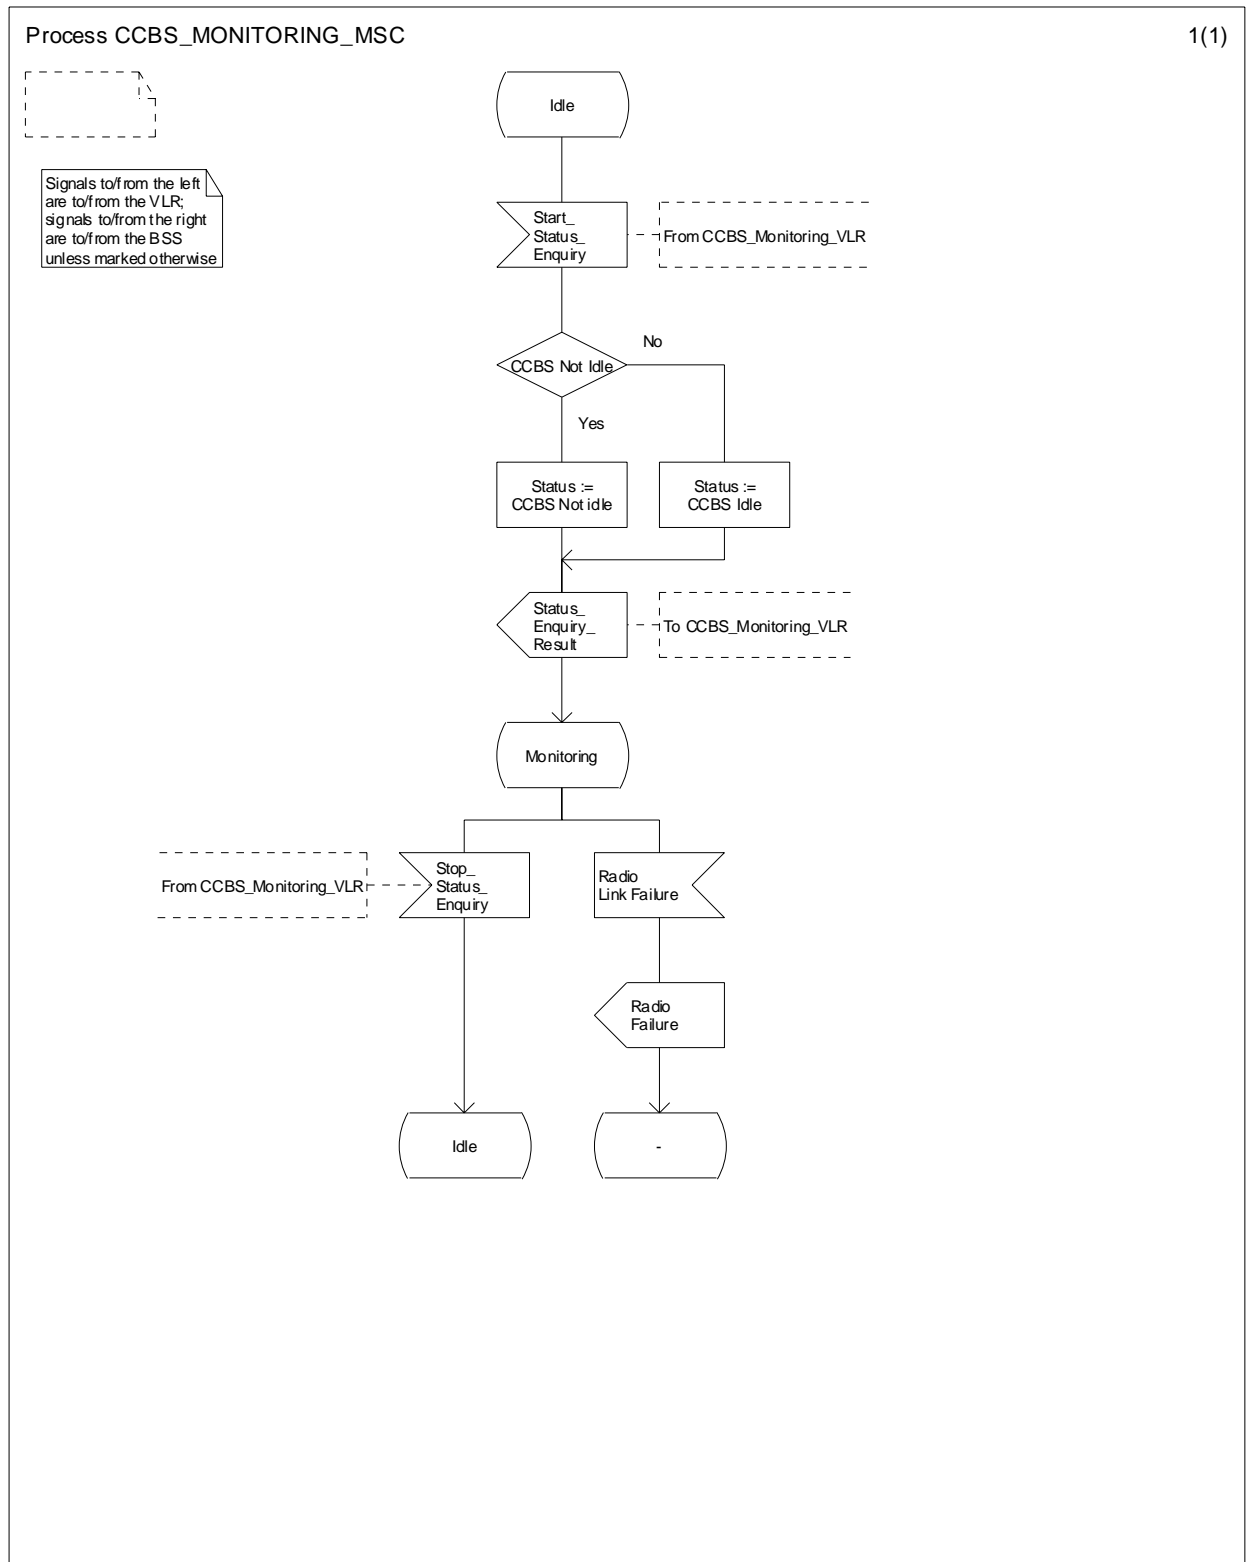 Process CCBS_MONITORING_MSC
1(1)
Idle
Signals to/from the left
are to/from the VLR;
signals to/from the right
are to/from the BSS
unless marked otherwise
Start_
Status_
Enquiry
From CCBS_Monitoring_VLR
No
CCBS Not Idle
Yes
Status :=
CCBS Not idle
Status :=
CCBS Idle
Status_
Enquiry_
Result
To CCBS_Monitoring_VLR
Monitoring
From CCBS_Monitoring_VLR
Stop_
Status_
Enquiry
Radio
Link Failure
Radio
Failure
Idle
-